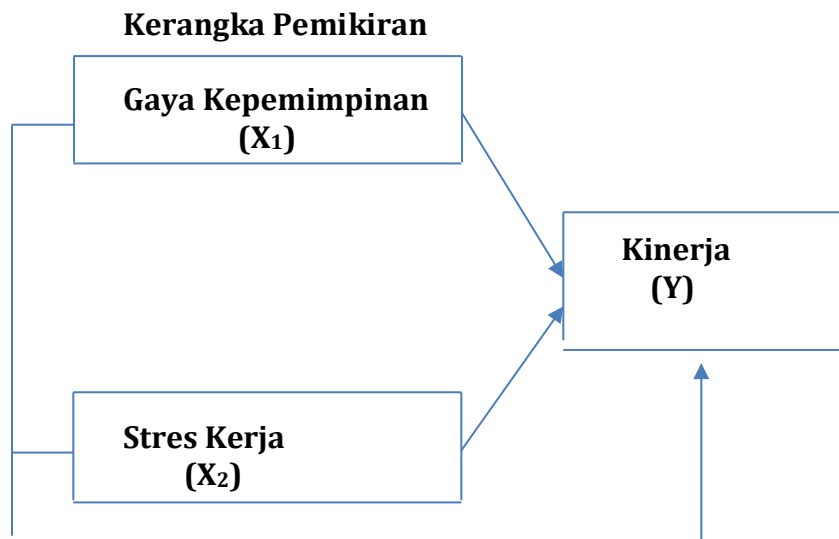 Kerangka Pemikiran
Gaya Kepemimpinan
(X1)
Kinerja
(Y)
Stres Kerja
(X2)